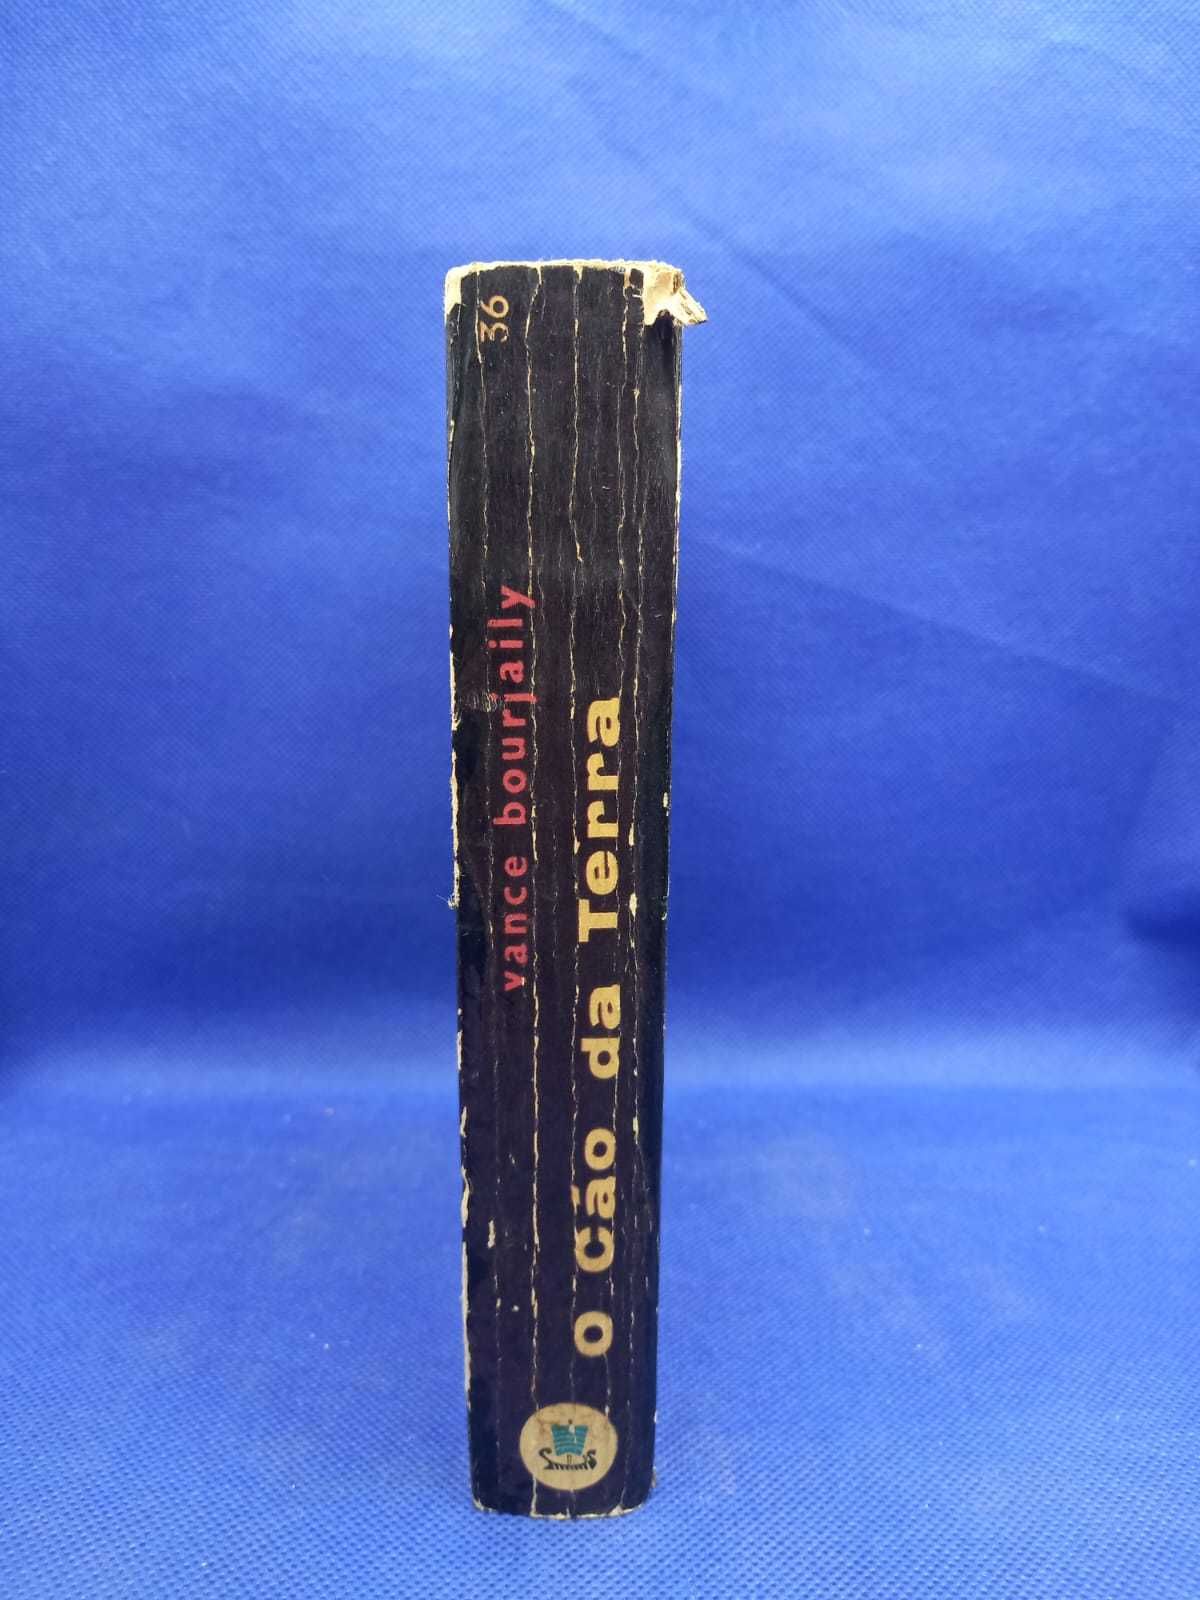 36
vance bourjaily
o Cão da Terra